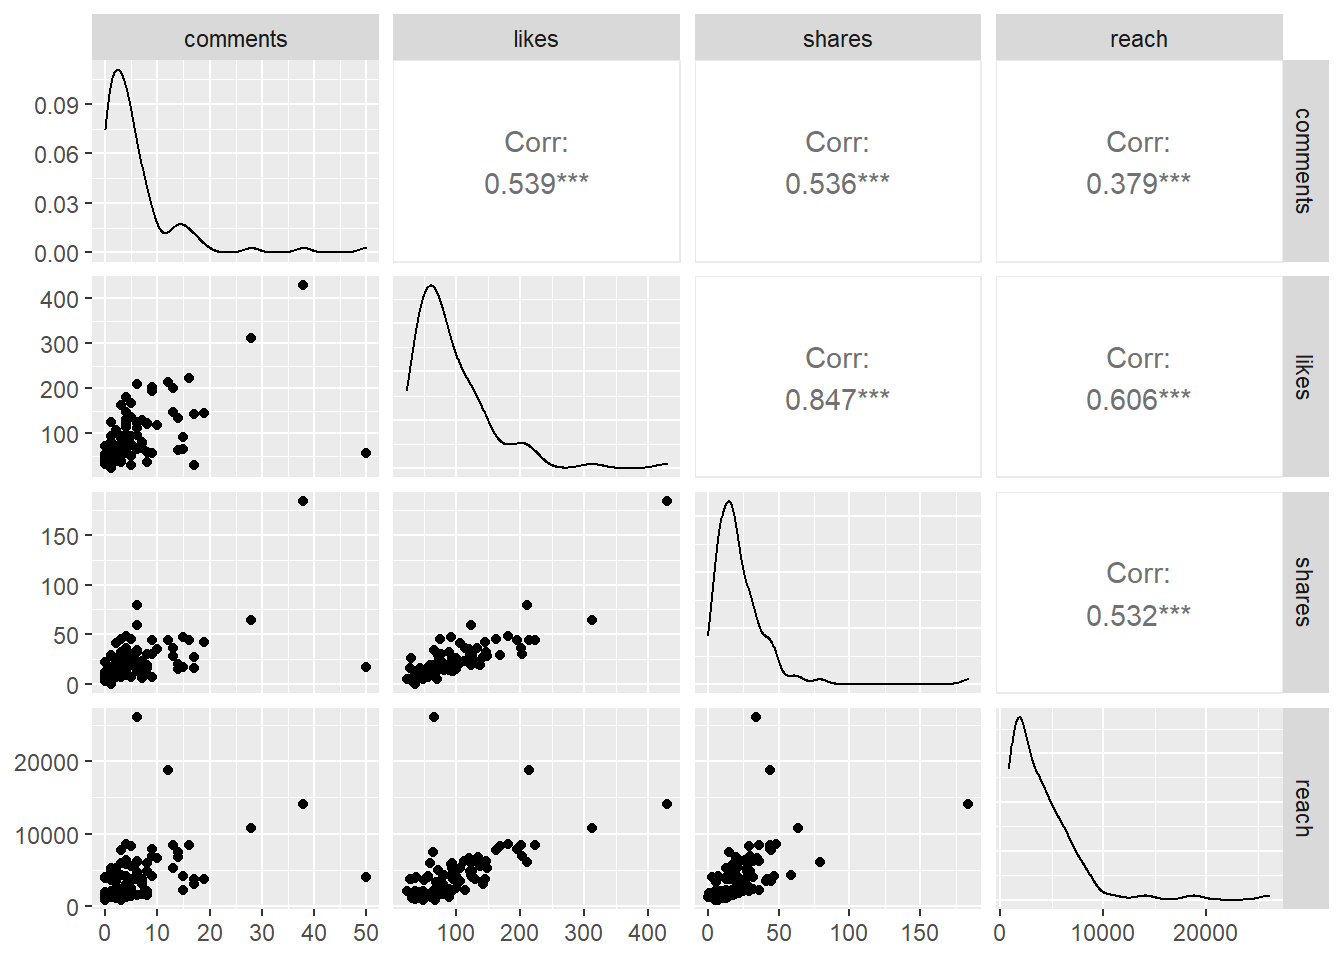 comments likes shares reach
0.09
0.06
0.03
0.00
Corr:
0.539***
Corr:
0.536***
Corr:
0.379***
comments
400
300
200
100
Corr:
0.847***
Corr:
0.606***
likes
150
100
50
0
Corr:
0.532***
shares
20000
10000
0
reach
0 10 20 30 40 50 100 200 300 400 0 50 100 150 0 10000 20000